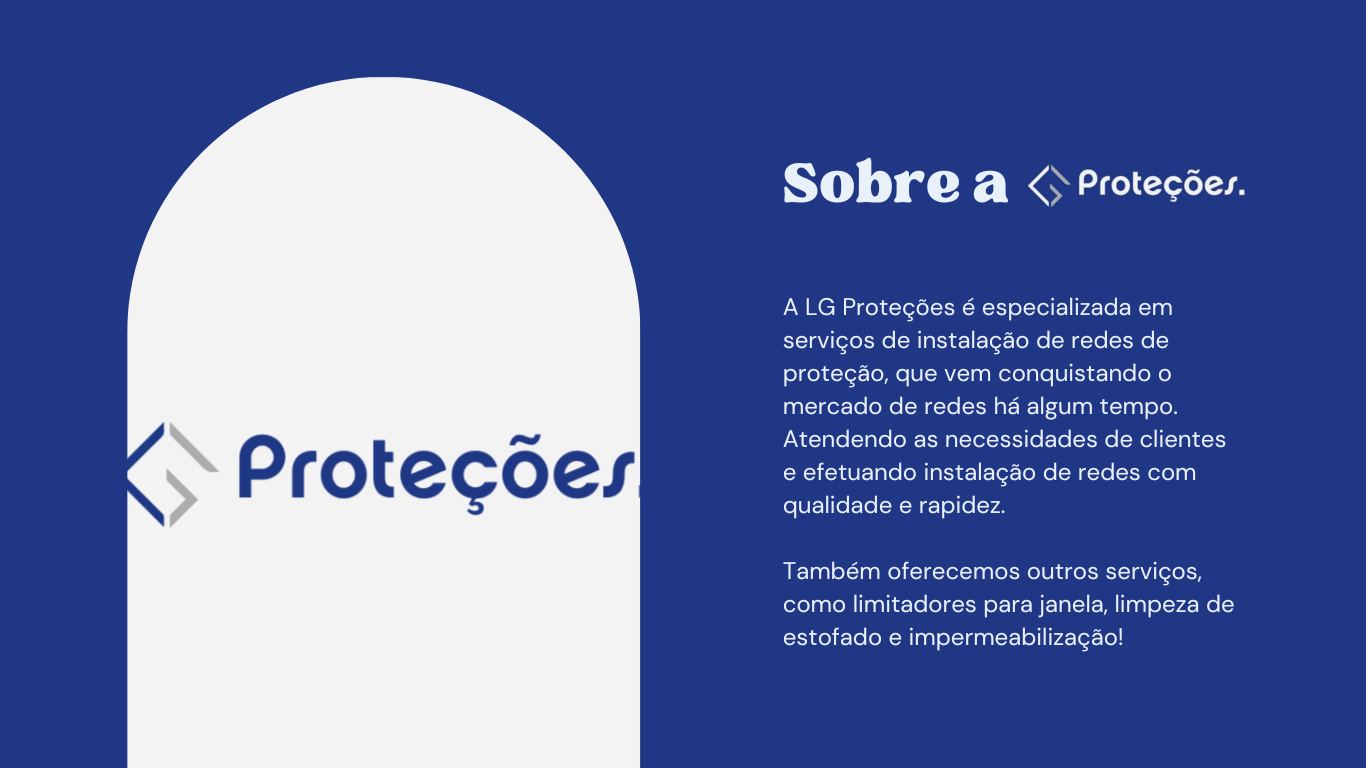 Proteções.
Sobre a Proteções.
A LG Proteções é especializada em
serviços de instalação de redes de
proteção, que vem conquistando o
mercado de redes há algum tempo.
Atendendo as necessidades de clientes
e efetuando instalação de redes com
qualidade e rapidez.
Também oferecemos outros serviços,
como limitadores para janela, limpeza de
estofado e impermeabilização!